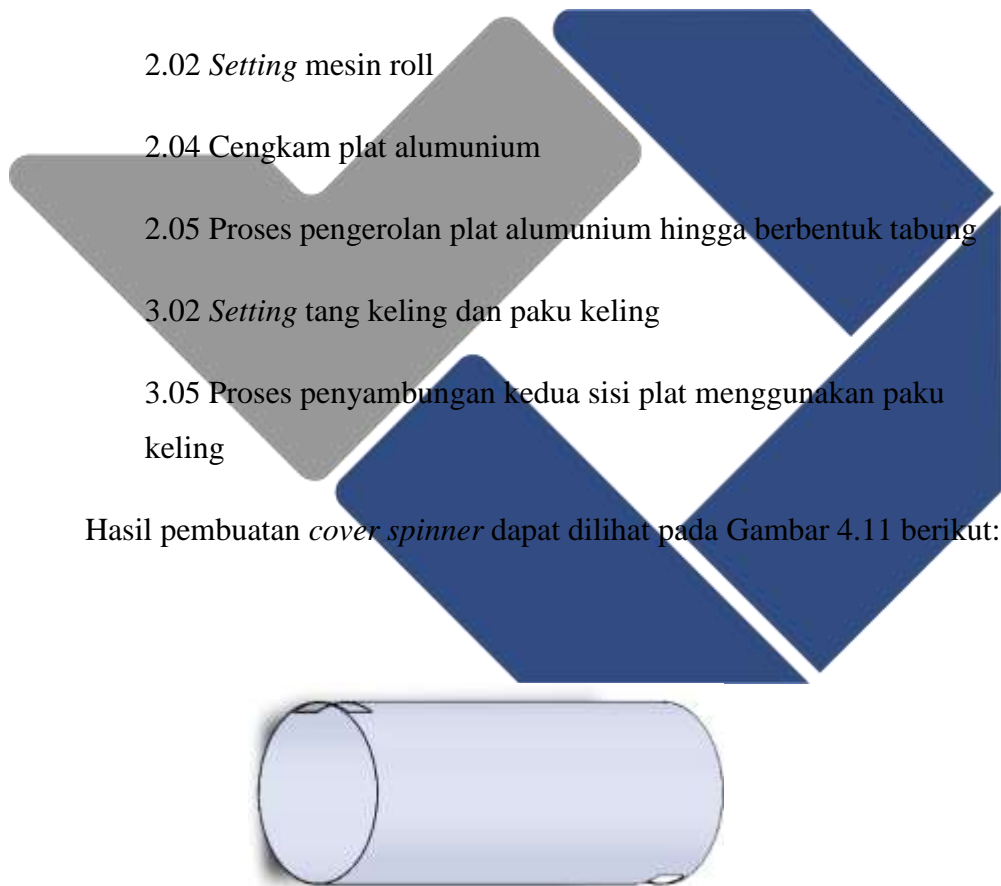 2.02 Setting mesin roll
2.04 Cengkam plat alumunium
2.05 Proses pengerolan plat alumunium hingga berbentuk tabung
3.02 Setting tang keling dan paku keling
3.05 Proses penyambungan kedua sisi plat menggunakan paku
keling
Hasil pembuatan cover spinner dapat dilihat pada Gambar 4.11 berikut: